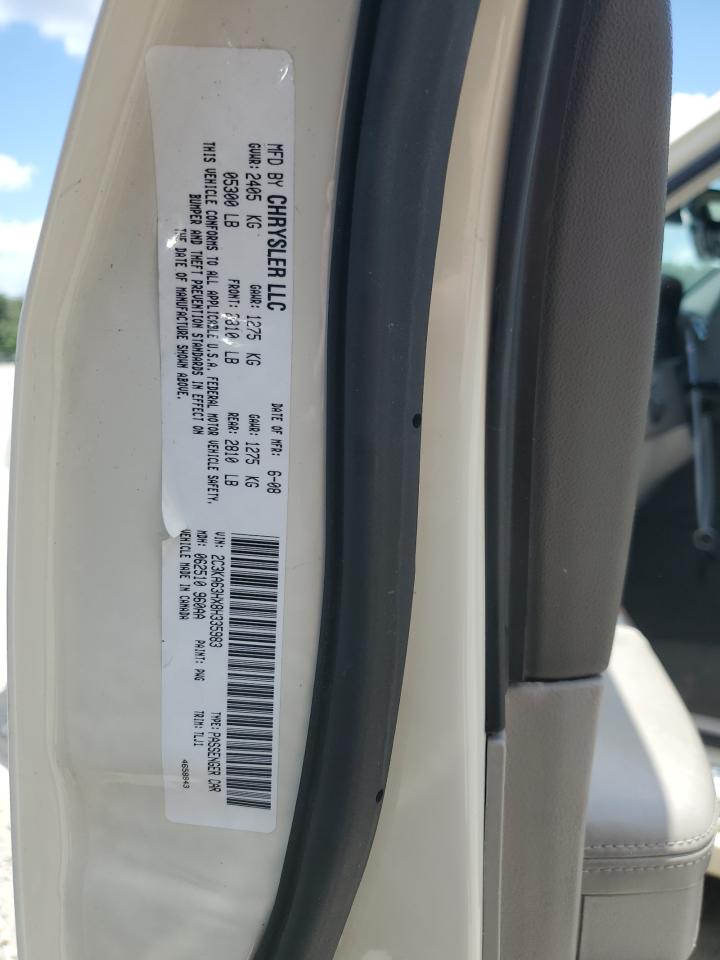 MFD BY CHRYSLER LLC
DATE OF MFR: 6-08
GVWR: 2405 KG
GAWR: 1275 KG
GAWR: 1275 KG
05300 LB
FRONT: 2810 LB
REAR: 2810 LB
THIS VEHICLE CONFORMS TO ALL APPLICABLE U.S.A. FEDERAL MOTOR VEHICLE SAFETY,
BUMPER AND THEFT PREVENTION STANDARDS IN EFFECT ON
THE DATE OF MANUFACTURE SHOWN ABOVE.
VIN: 2C3KA63HX8H335983
TYPE: PASSENGER CAR
MDH: 062510 960AA
PAINT: PWG
TRIM: TLJ1
VEHICLE MADE IN CANADA
4658843